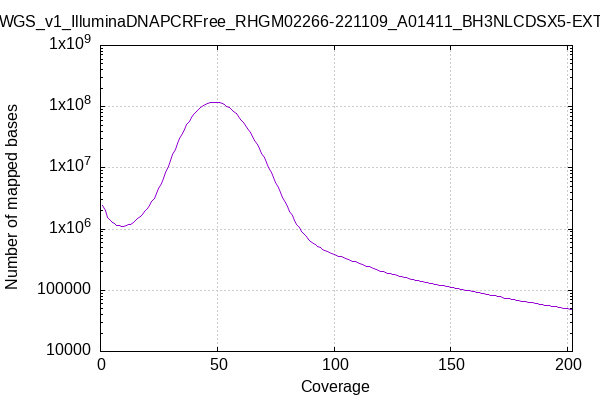 WGS_v1_IlluminaDNAPCRFree_RHGM02266-221109_A01411_BH3NLCDSX5-EXT
1x10^9
1x10^8
1x10^7
1x10^6
100000
10000
Number of mapped bases
0 50 100 150 200
Coverage